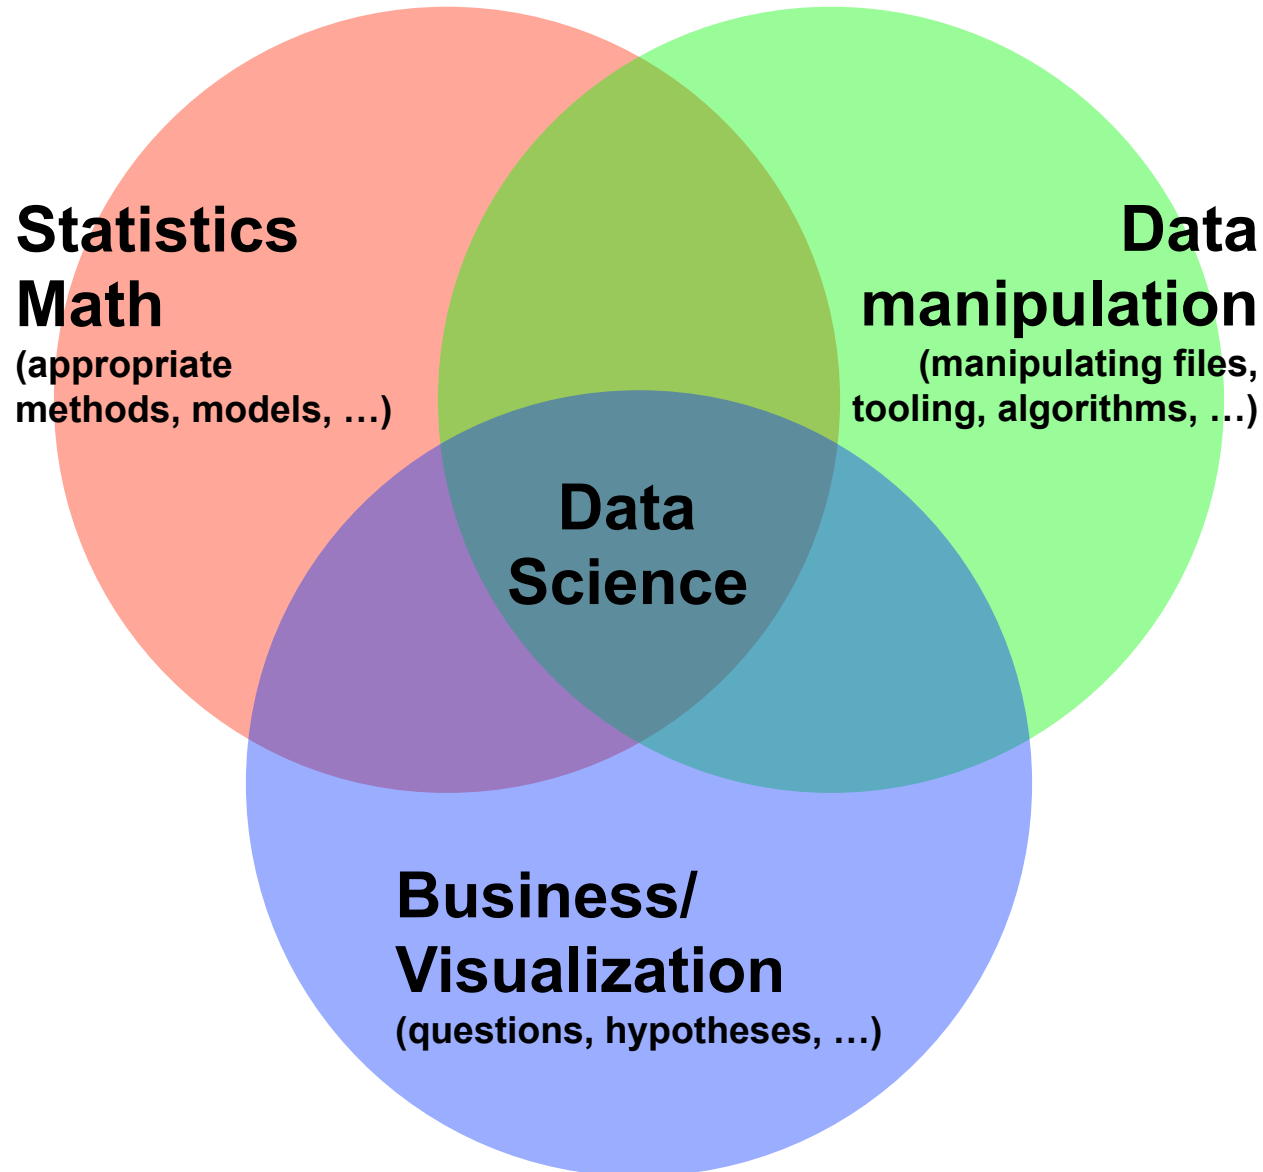 Statistics
Math
(appropriate
methods, models, …)
Data
manipulation
(manipulating files,
tooling, algorithms, …)
Data
Science
Business/
Visualization
(questions, hypotheses, …)